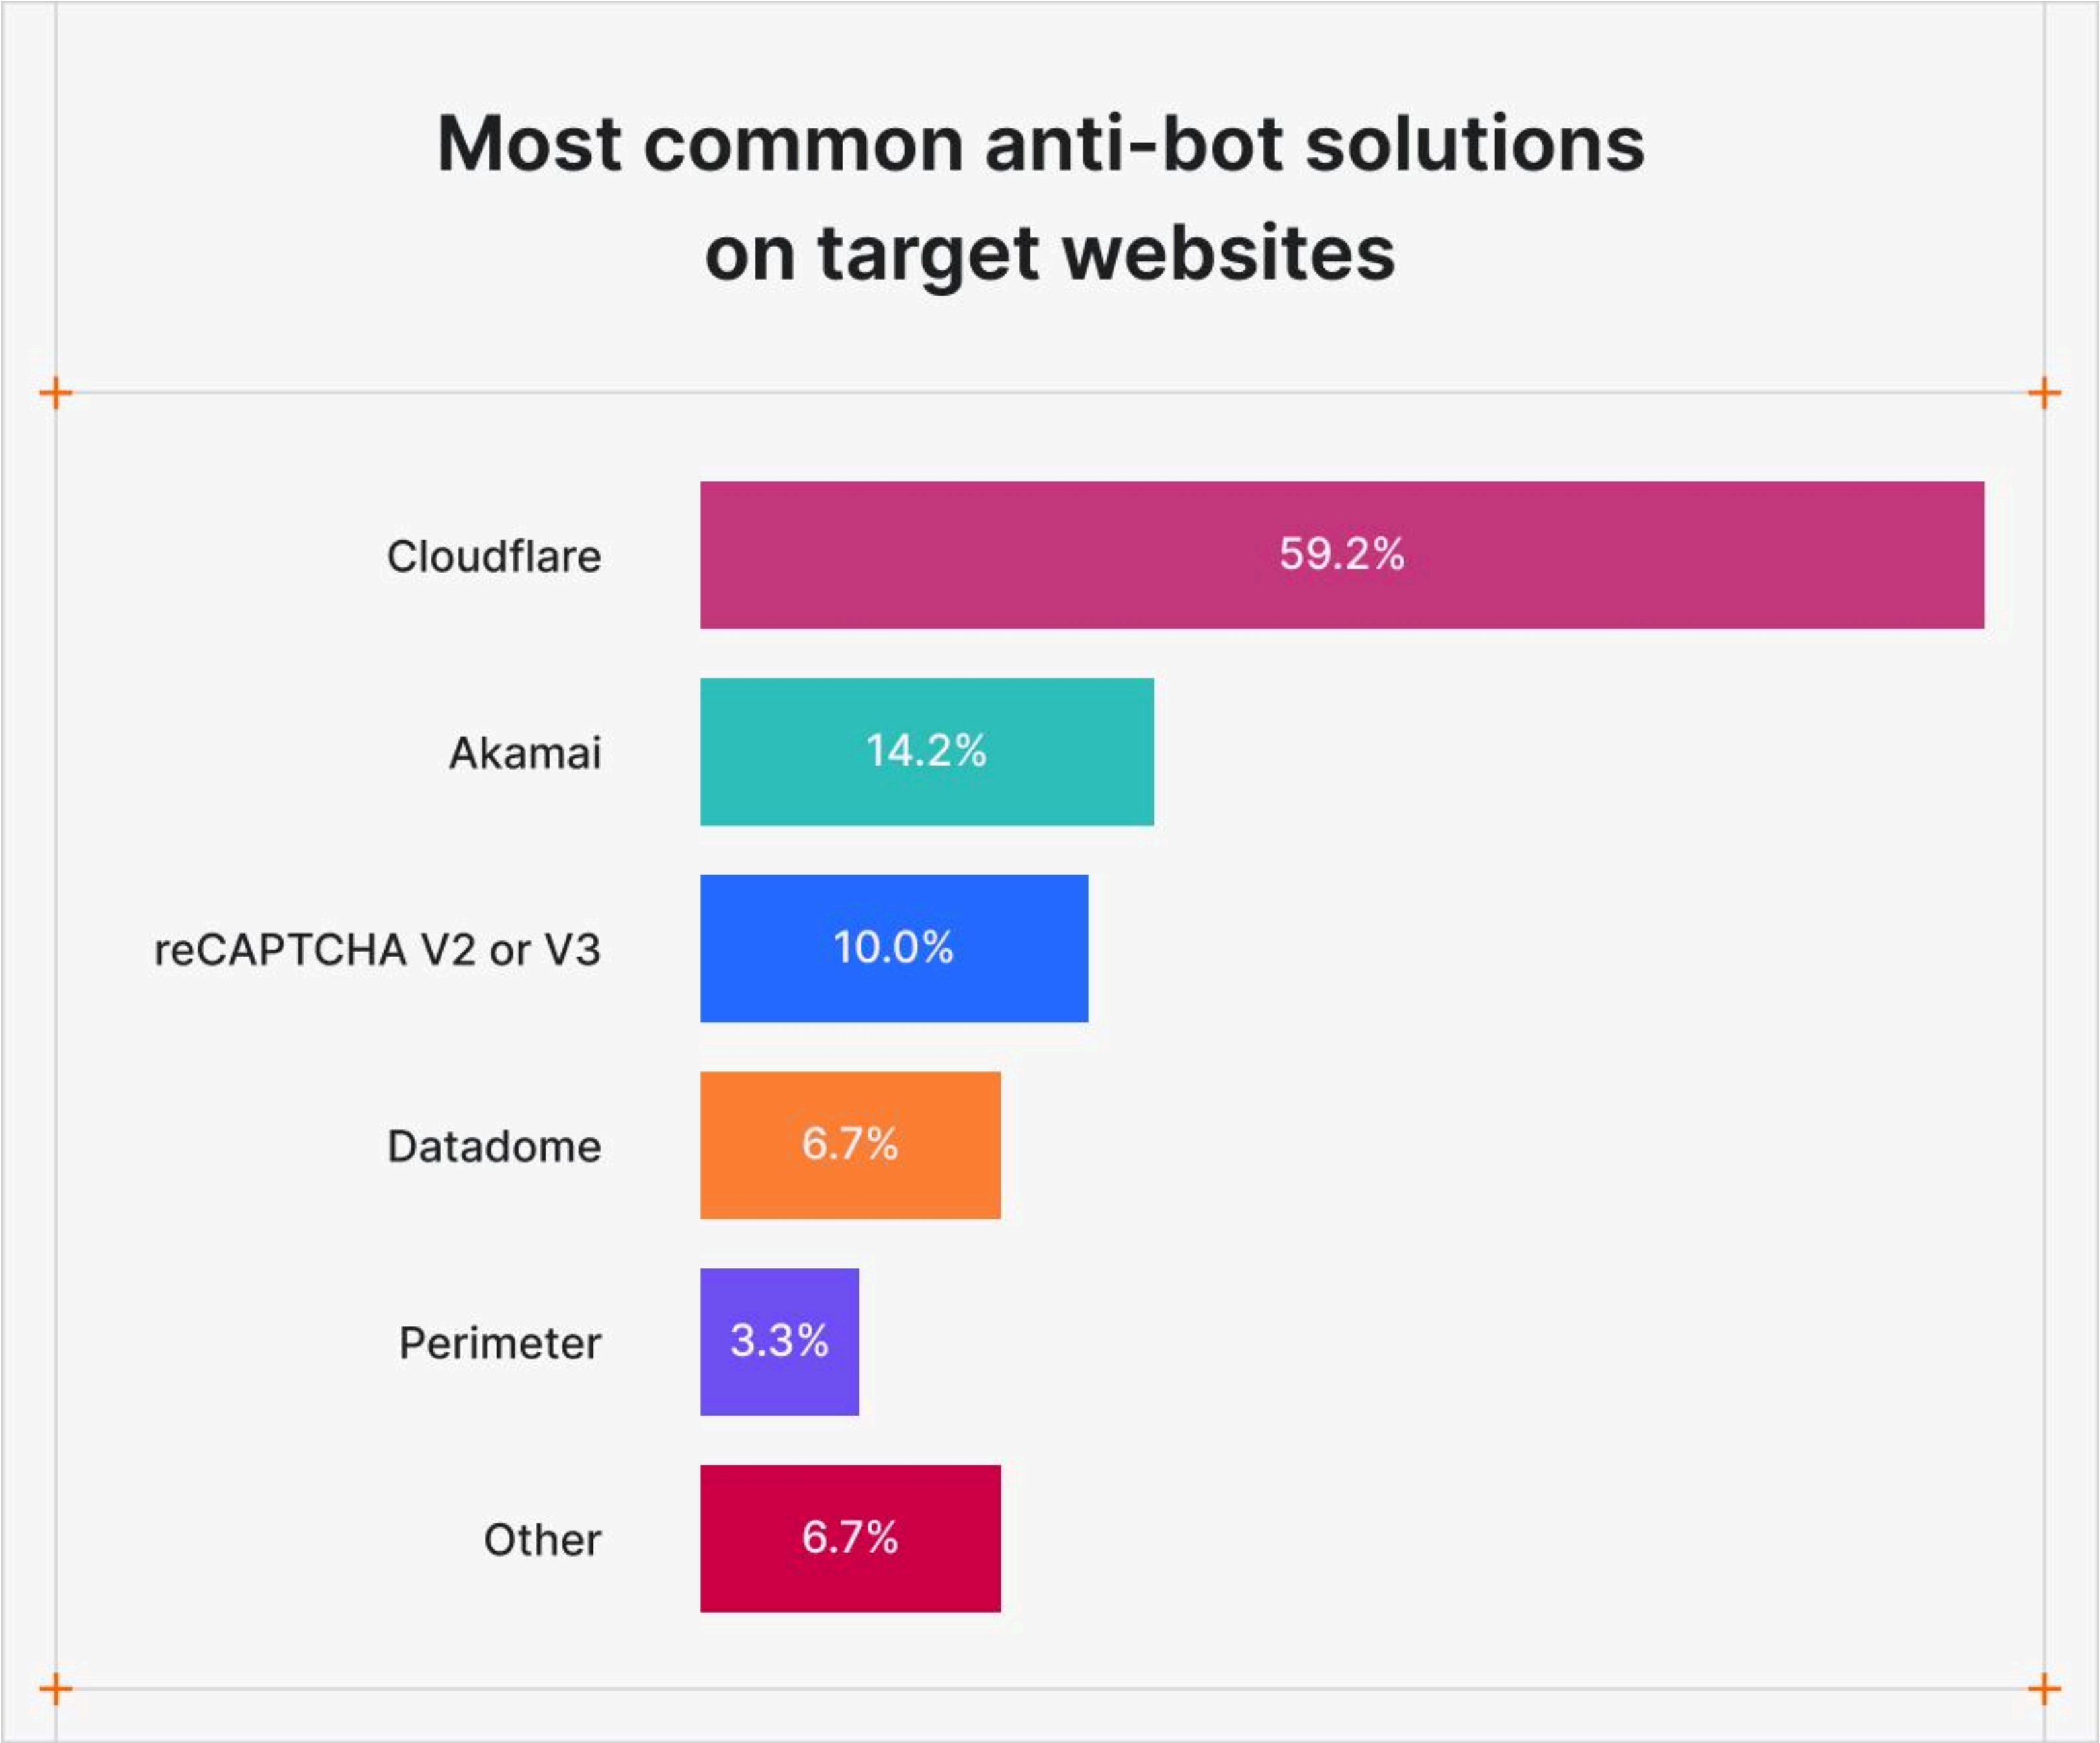 Most common anti-bot solutions
on target websites
Cloudflare 59.2%
Akamai 14.2%
reCAPTCHA V2 or V3 10.0%
Datadome 6.7%
Perimeter 3.3%
Other 6.7%